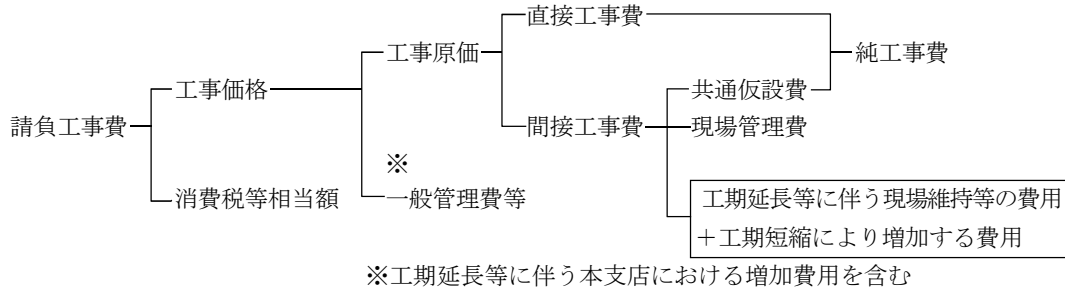 直接工事費
工事原価
純工事費
工事価格
共通仮設費
請負工事費
間接工事費
現場管理費
※
消費税等相当額
一般管理費等
工期延長等に伴う現場維持等の費用
＋工期短縮により増加する費用
※工期延長等に伴う本支店における増加費用を含む